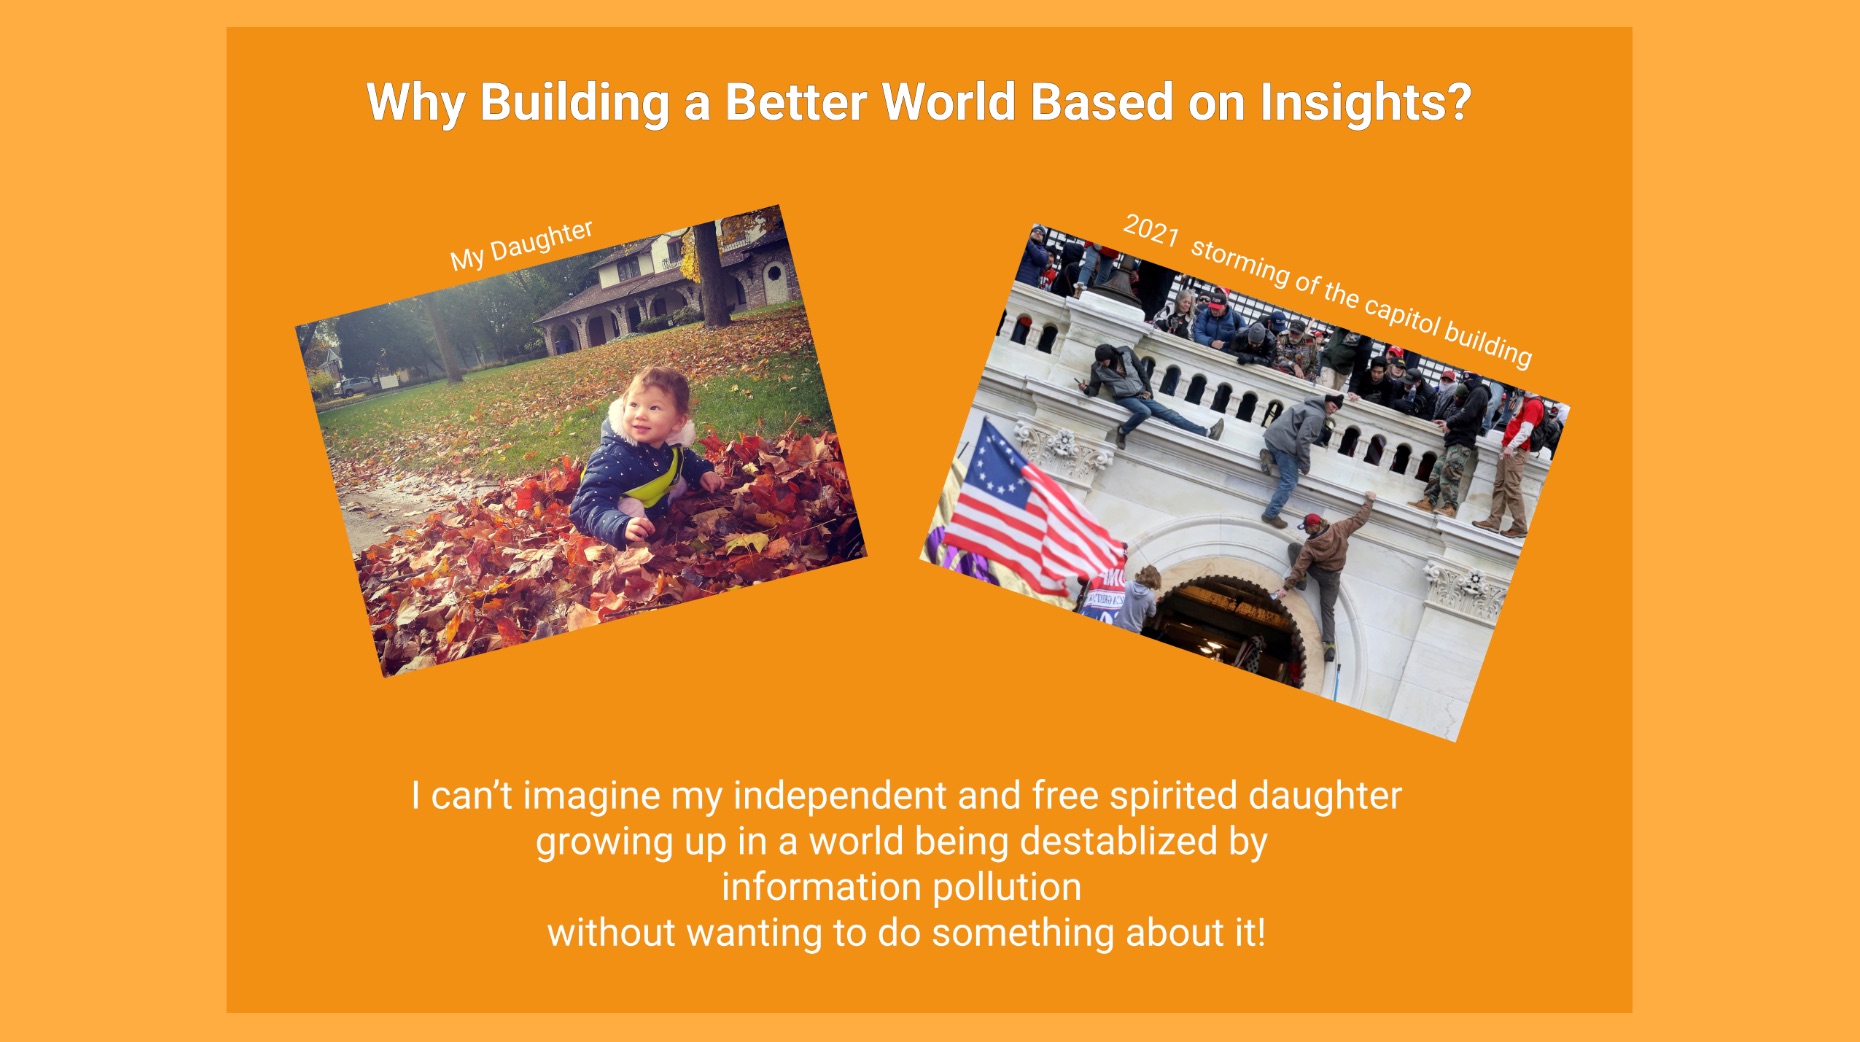 Why Building a Better World Based on Insights?
My Daughter
2021 storming of the capitol building
I can’t imagine my independent and free spirited daughter
growing up in a world being destablized by
information pollution
without wanting to do something about it!